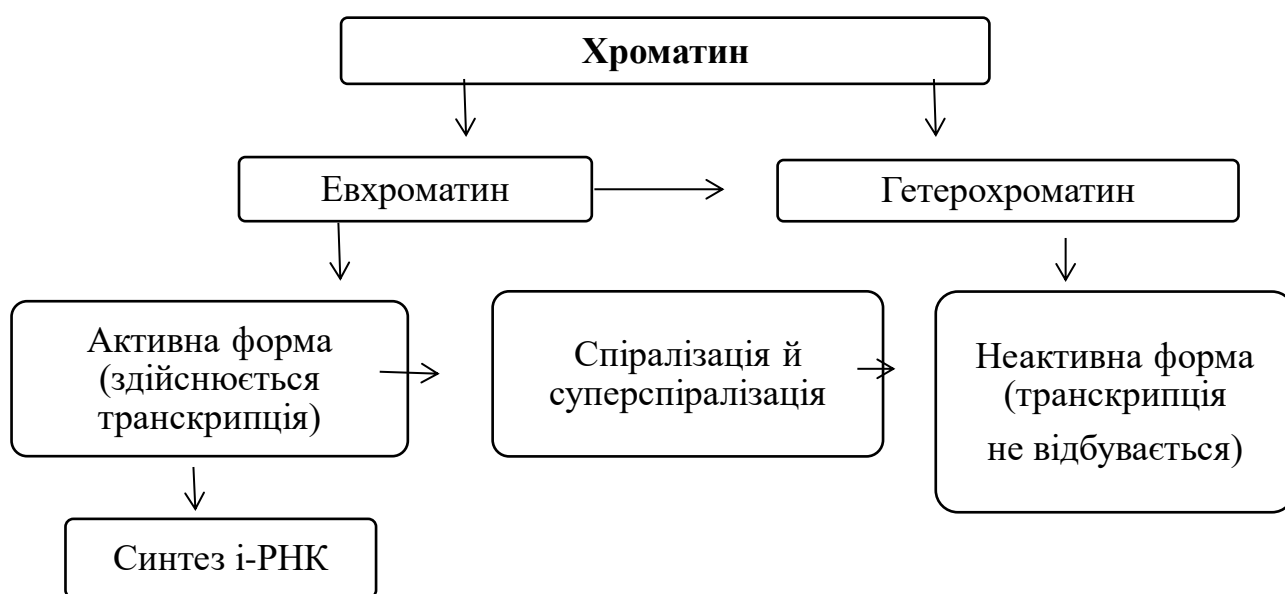 Хроматин
Евхроматин
Гетерохроматин
Активна форма
(здійснюється
транскрипція)
Спіралізація й
суперспіралізація
Неактивна форма
(транскрипція
не відбувається)
Синтез і-РНК